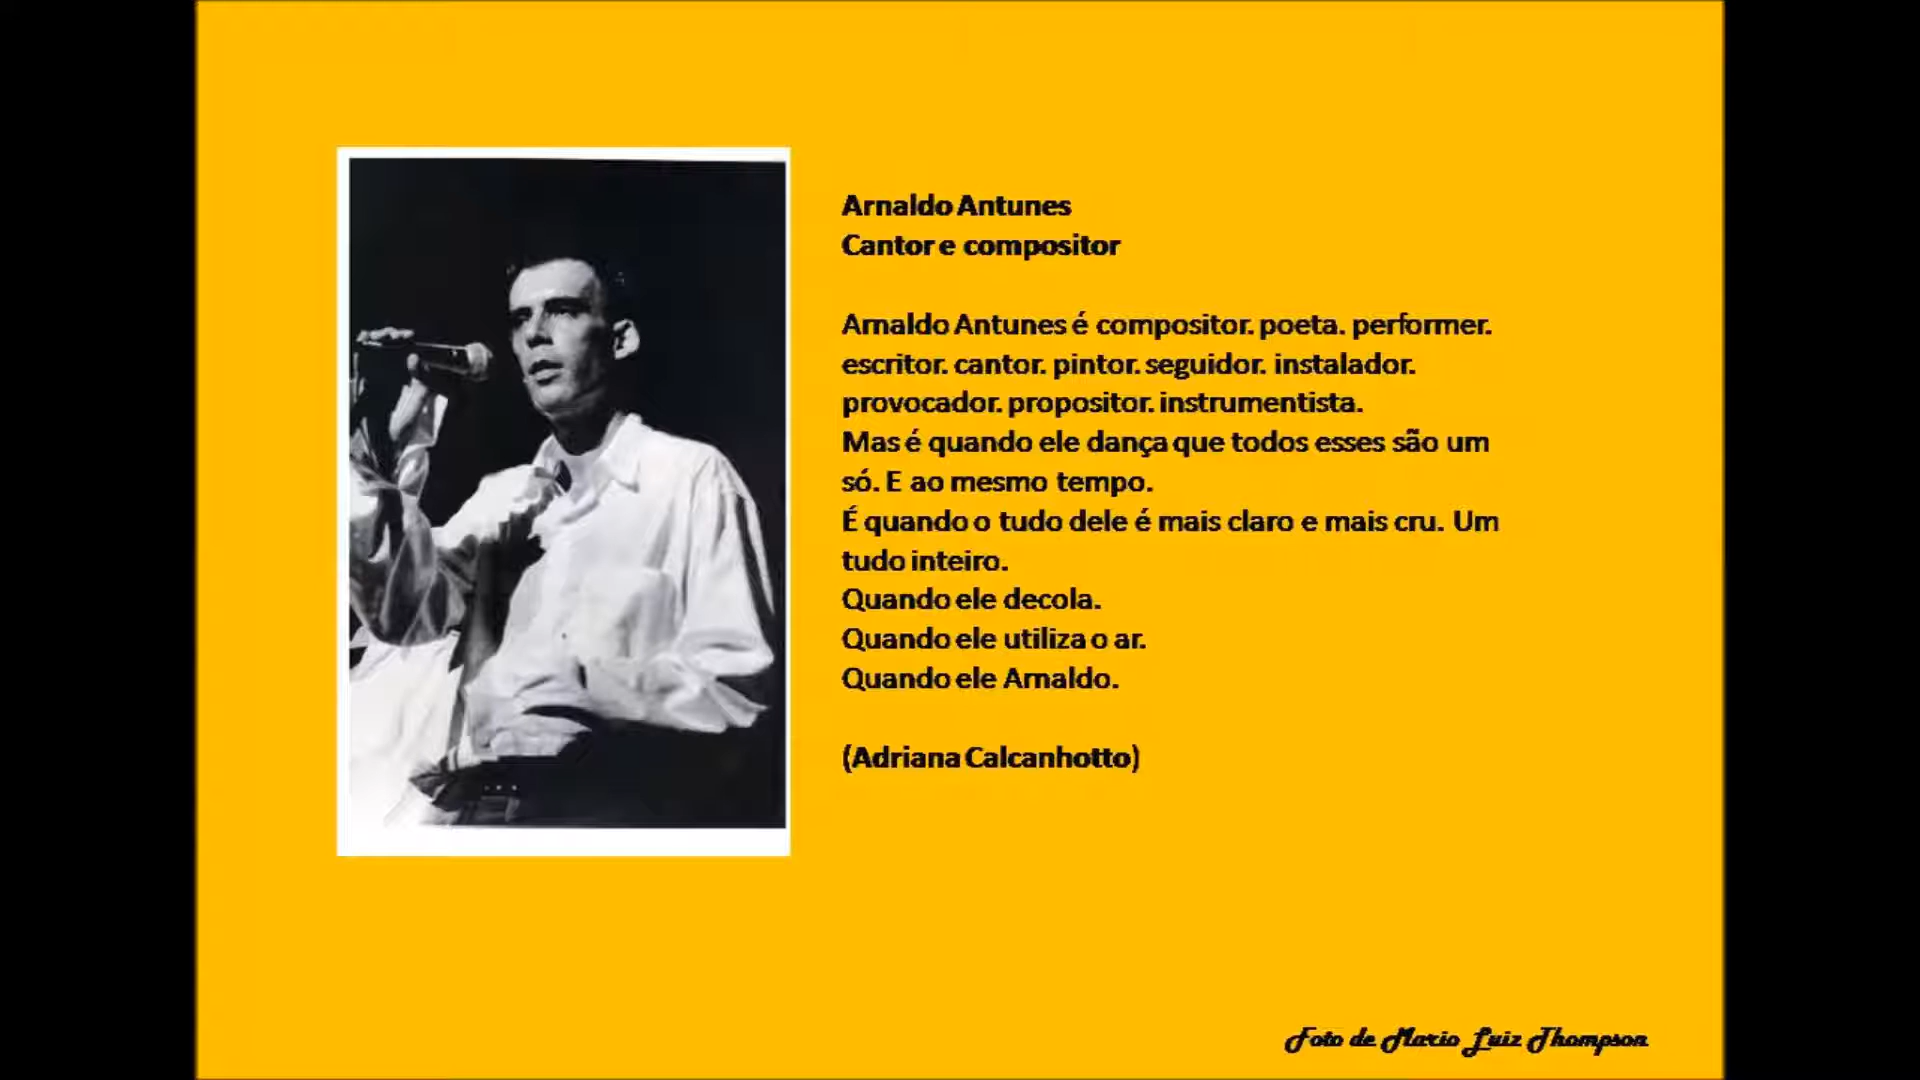 Arnaldo Antunes
Cantor e compositor
Arnaldo Antunes é compositor. poeta. performer.
escritor. cantor. pintor. seguidor. instalador.
provocador. propositor. instrumentista.
Mas é quando ele dança que todos esses são um
só. E ao mesmo tempo.
É quando o tudo dele é mais claro e mais cru. Um
tudo inteiro.
Quando ele decola.
Quando ele utiliza o ar.
Quando ele Arnaldo.
(Adriana Calcanhotto)
Foto de Mario Luiz Thompson